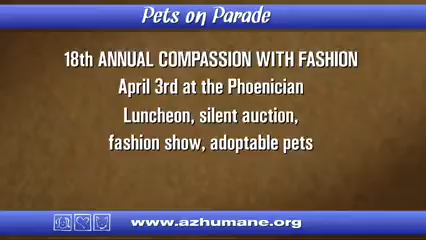 Pets on Parade
18th ANNUAL COMPASSION WITH FASHION
April 3rd at the Phoenician
Luncheon, silent auction,
fashion show, adoptable pets
www.azhumane.org